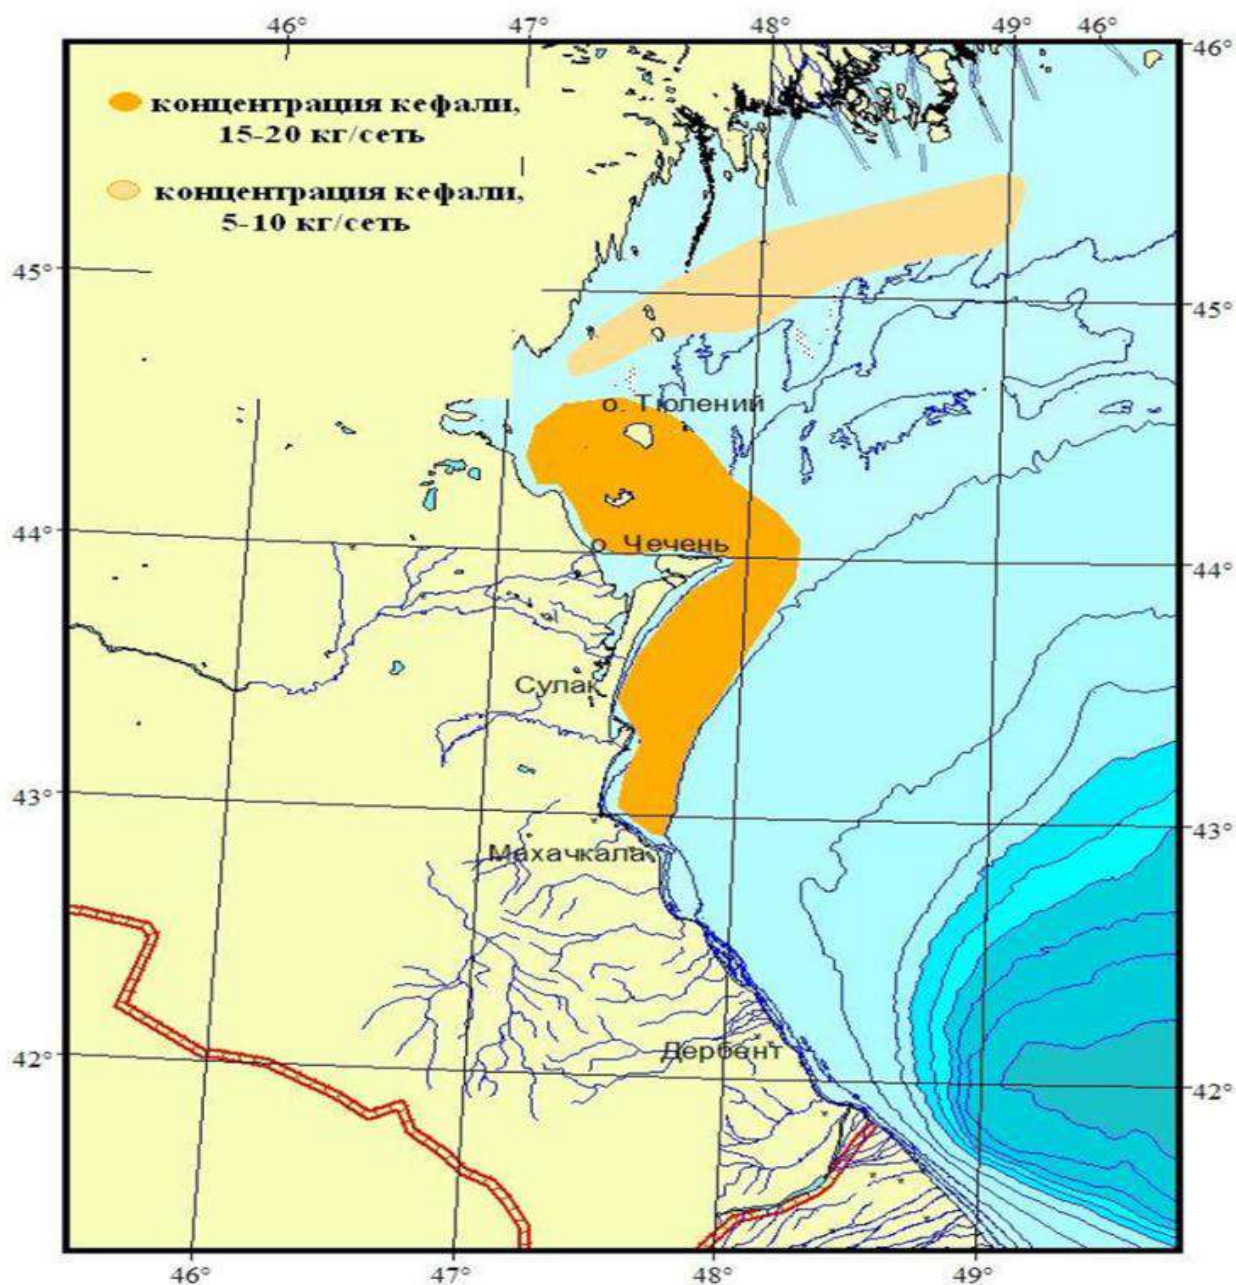 46° 47° 48° 49° 46°
46°
концентрация кефали,
15-20 кг/сеть
концентрация кефали,
5-10 кг/сеть
45°
45°
о. Тюлений
44°
о. Чечень
44°
Сулак
43°
43°
Махачкала
42°
Дербент
42°
46° 47° 48° 49°